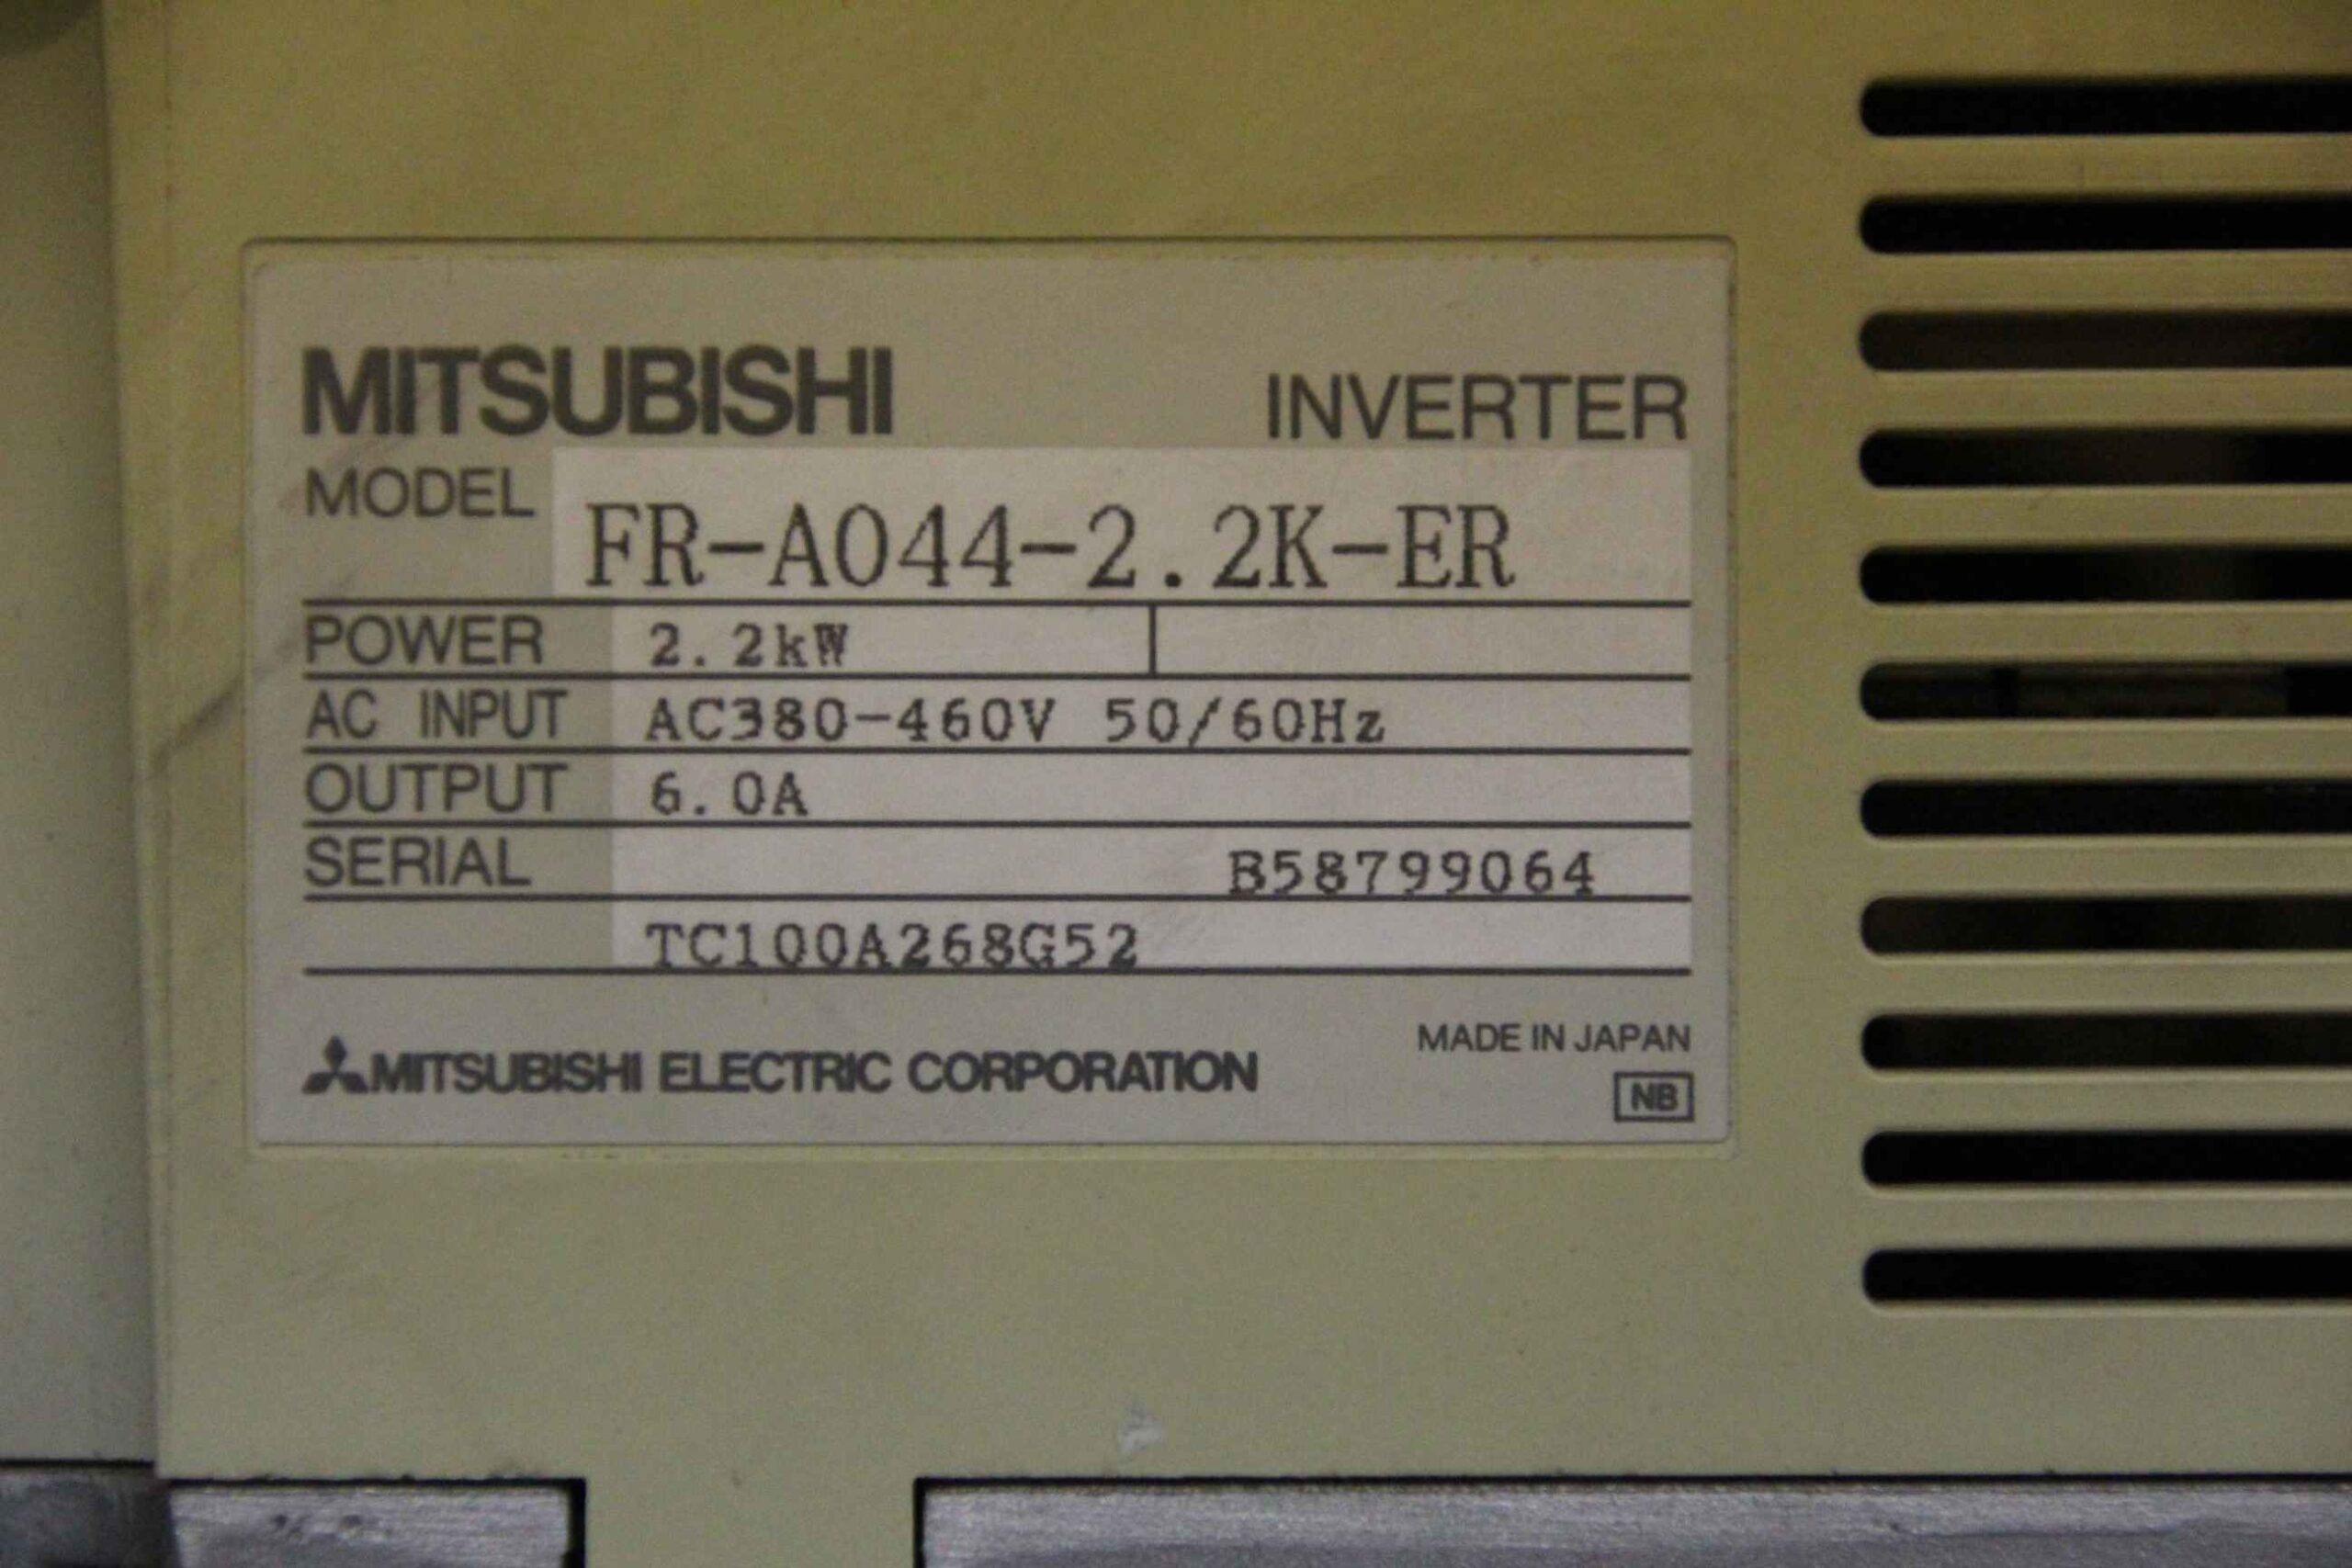 MITSUBISHI INVERTER
MODEL FR-A044-2.2K-ER
POWER 2.2kW
AC INPUT AC380-460V 50/60Hz
OUTPUT 6.0A
SERIAL B58799064
TC100A268G52
MADE IN JAPAN
MITSUBISHI ELECTRIC CORPORATION
NB